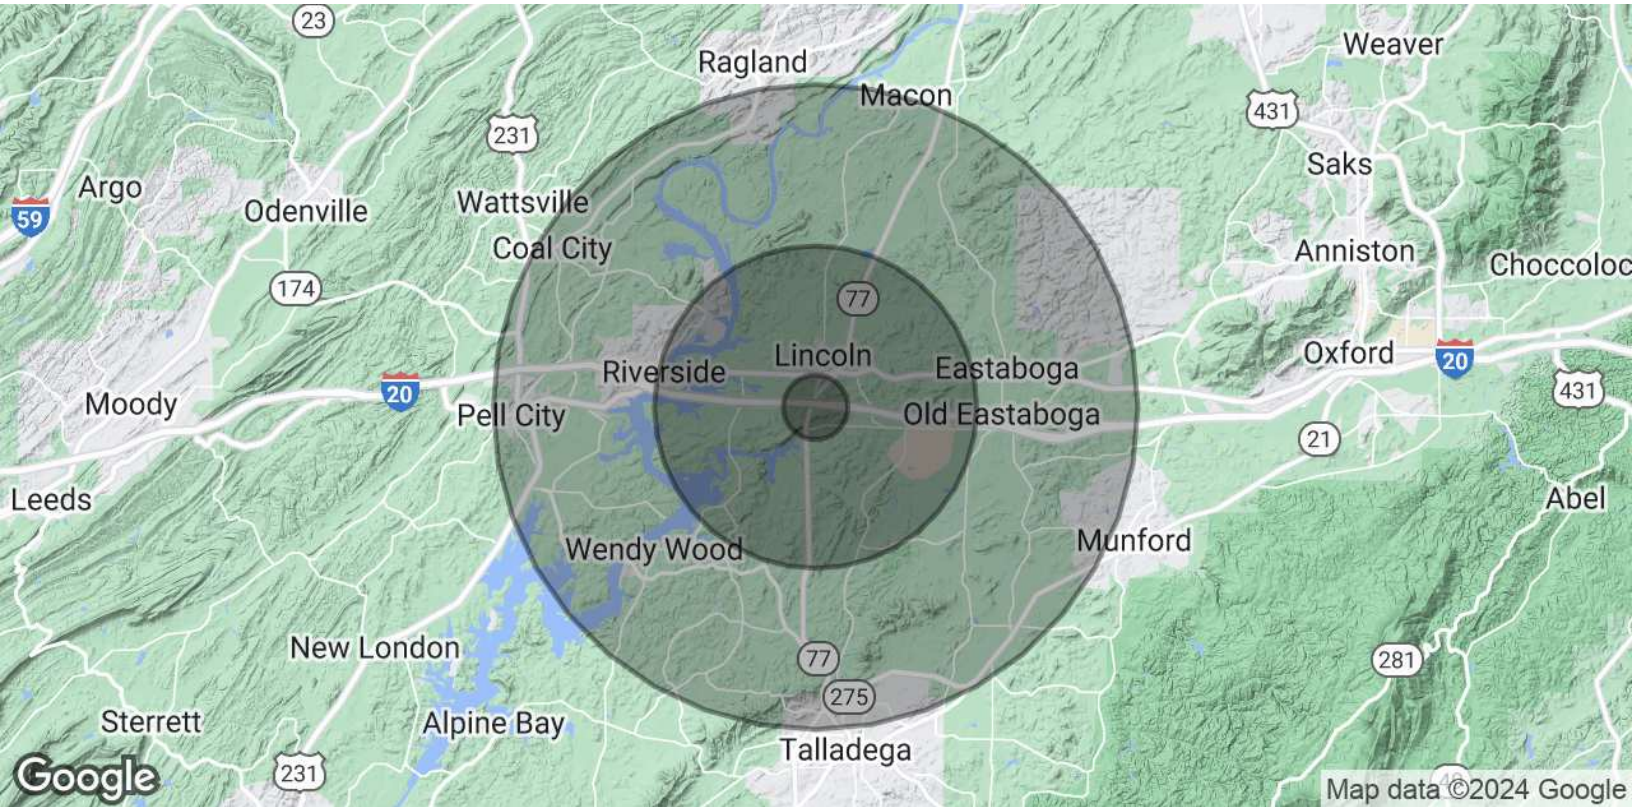 23
Weaver
Ragland
Macon
431
231
Saks
Argo
Wattsville
59
Odenville
Coal City
Anniston
Choccoloc
174
77
Lincoln
Oxford
20
Riverside
Eastaboga
20
431
Moody
Pell City
Old Eastaboga
21
Leeds
Abel
Wendy Wood
Munford
New London
77
281
275
Sterrett
Alpine Bay
Talladega
Google
231
Map data ©2024 Google